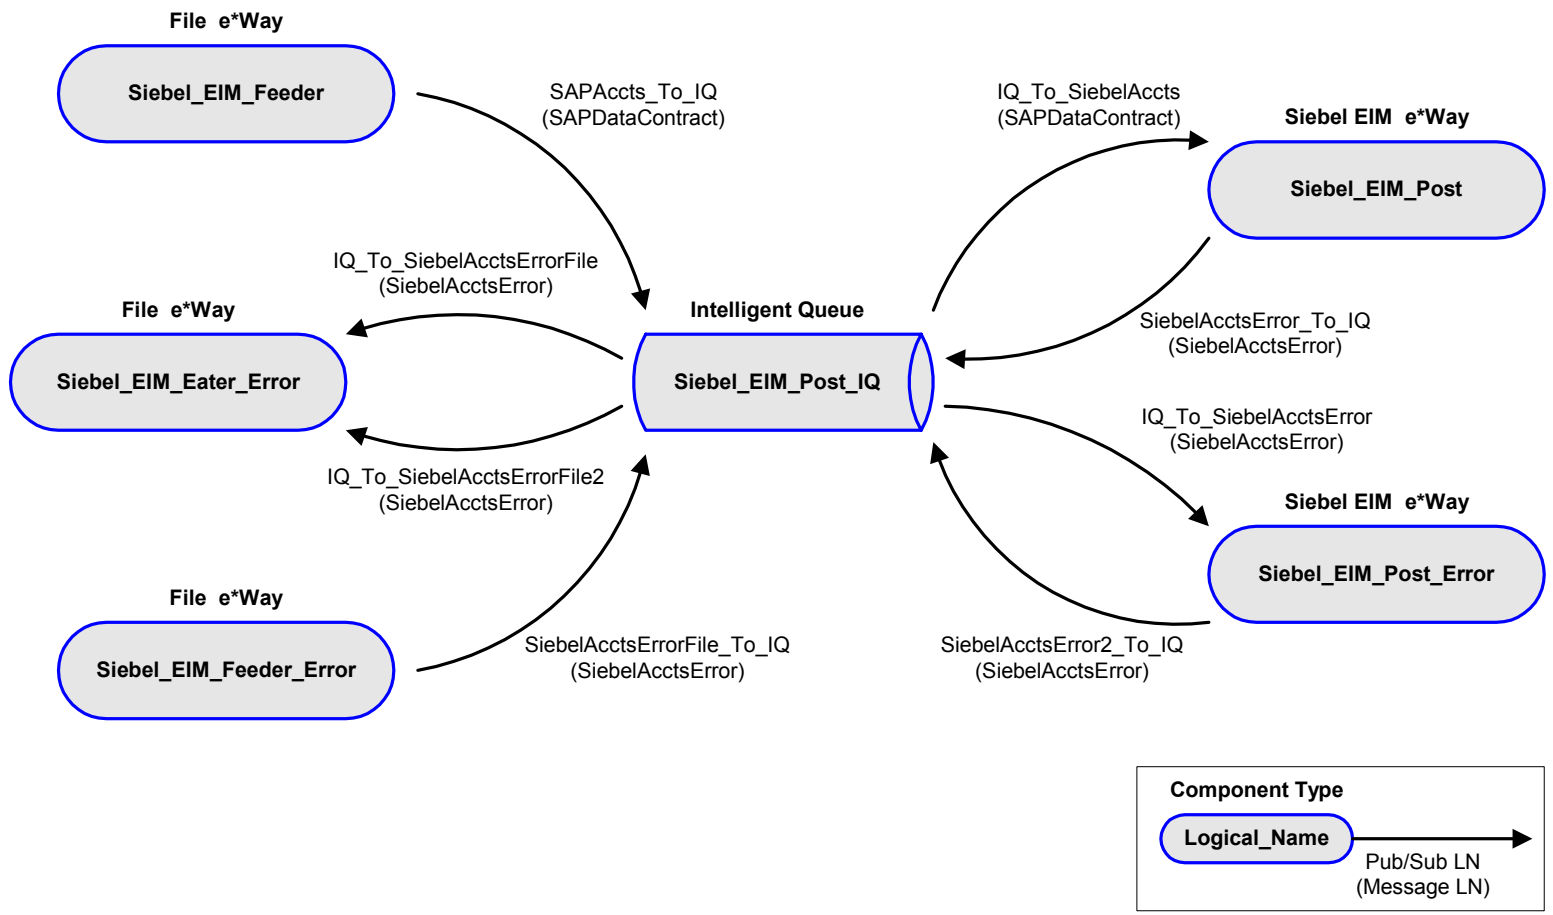 File e*Way
Siebel_EIM_Feeder
SAPAccts_To_IQ
(SAPDataContract)
IQ_To_SiebelAccts
(SAPDataContract)
Siebel EIM e*Way
Siebel_EIM_Post
IQ_To_SiebelAcctsErrorFile
(SiebelAcctsError)
File e*Way
Siebel_EIM_Eater_Error
Intelligent Queue
Siebel_EIM_Post_IQ
SiebelAcctsError_To_IQ
(SiebelAcctsError)
IQ_To_SiebelAcctsError
(SiebelAcctsError)
IQ_To_SiebelAcctsErrorFile2
(SiebelAcctsError)
Siebel EIM e*Way
Siebel_EIM_Post_Error
File e*Way
Siebel_EIM_Feeder_Error
SiebelAcctsErrorFile_To_IQ
(SiebelAcctsError)
SiebelAcctsError2_To_IQ
(SiebelAcctsError)
Component Type
Logical_Name
Pub/Sub LN
(Message LN)